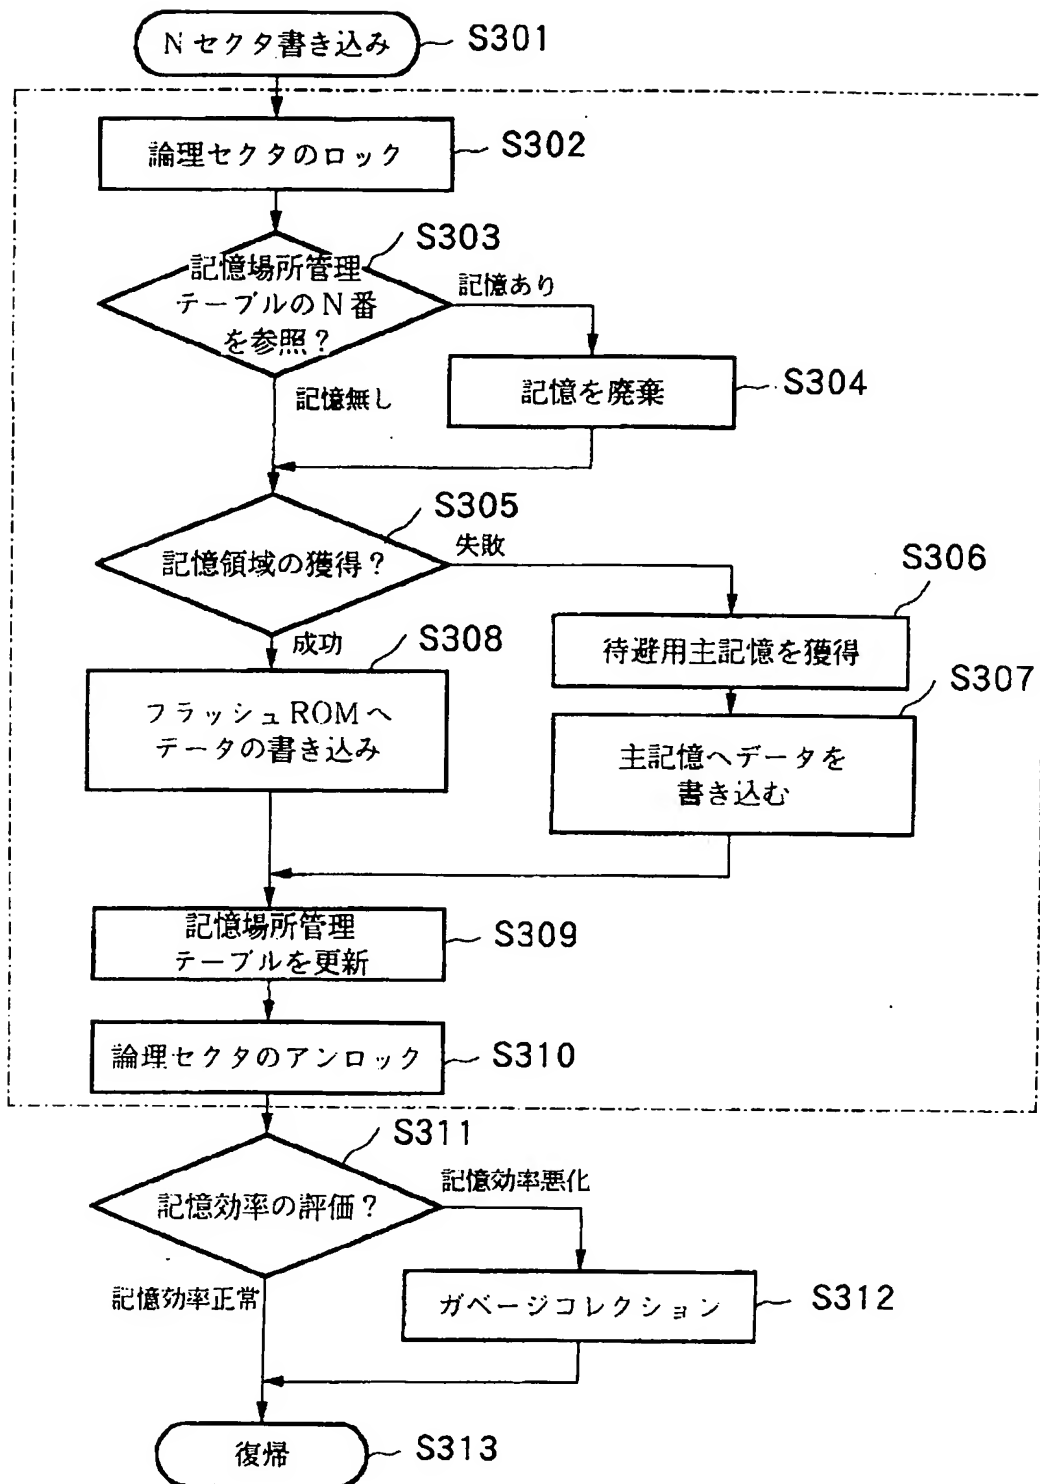 Nセクタ書き込み
S301
論理セクタのロック
S302
S303
記憶場所管理
テーブルのN番
を参照?
記憶あり
記憶を廃棄
S304
記憶無し
S305
記憶領域の獲得?
失敗
S306
待避用主記憶を獲得
成功
S308
S307
フラッシュROMへ
テータの書き込み
主記憶へデータを
書き込む
記憶場所管理
テーブルを更新
S309
論理セクタのアンロック
S310
S311
記憶効率の評価?
記憶効率悪化
記憶効率正常
ガベージコレクション
S312
復帰
S313